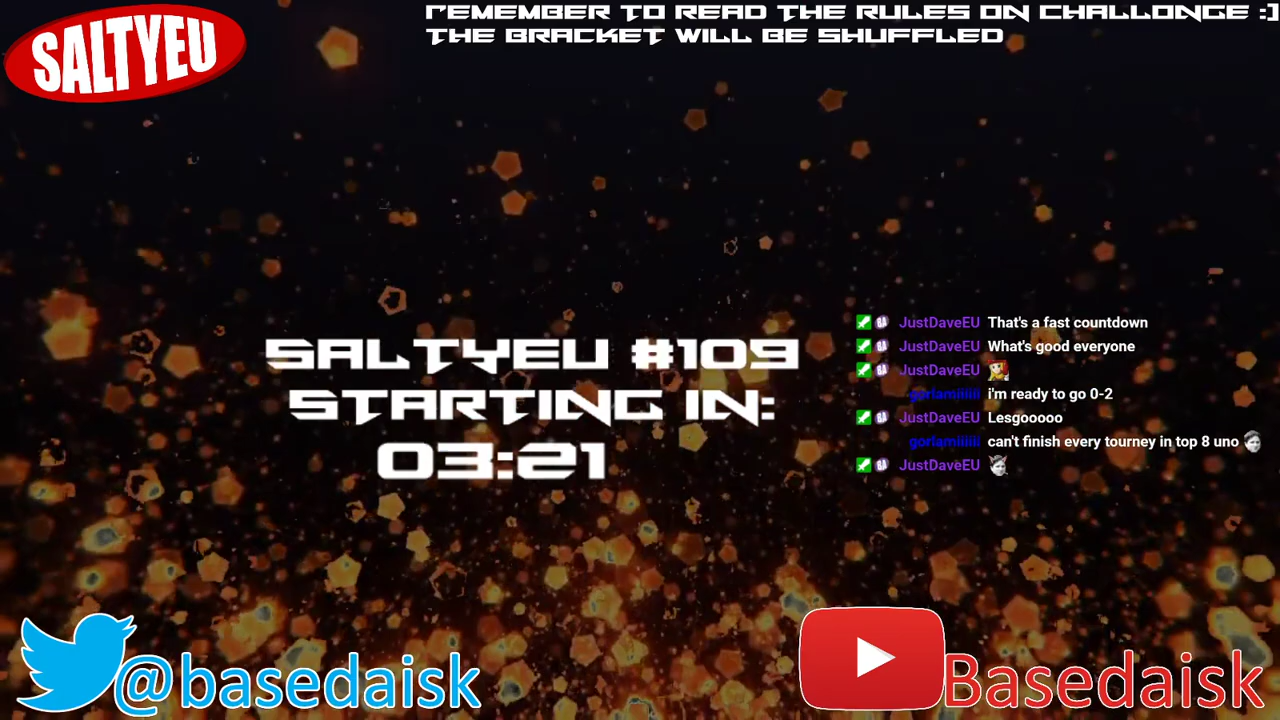 SALTYEU
REMEMBER TO READ THE RULES ON CHALLONGE :]
THE BRACKET WILL BE SHUFFLED
SALTYEU #109
STARTING IN:
03:21
JustDaveEU That's a fast countdown
JustDaveEU What's good everyone
JustDaveEU
i'm ready to go 0-2
JustDaveEU Lesgooooo
can't finish every tourney in top 8 uno
JustDaveEU
@basedaisk
Basedaisk